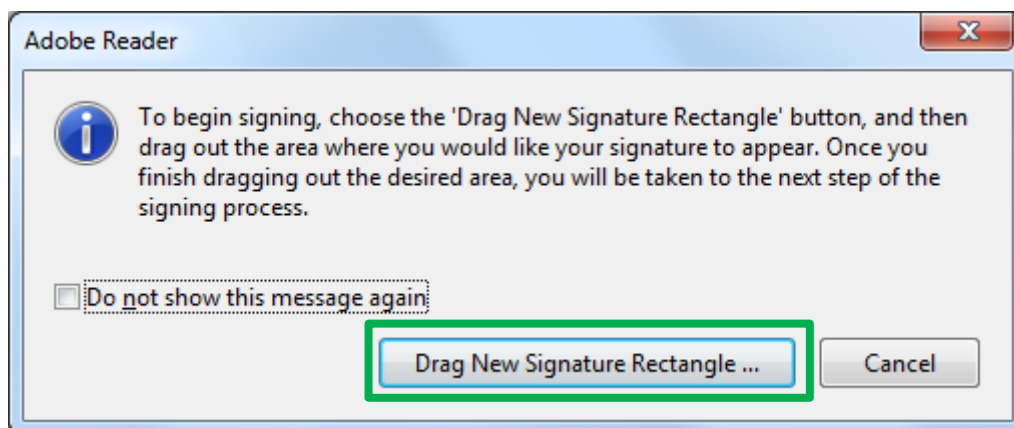 Adobe Reader
To begin signing, choose the 'Drag New Signature Rectangle' button, and then
drag out the area where you would like your signature to appear. Once you
finish dragging out the desired area, you will be taken to the next step of the
signing process.
Do not show this message again
Drag New Signature Rectangle ...
Cancel